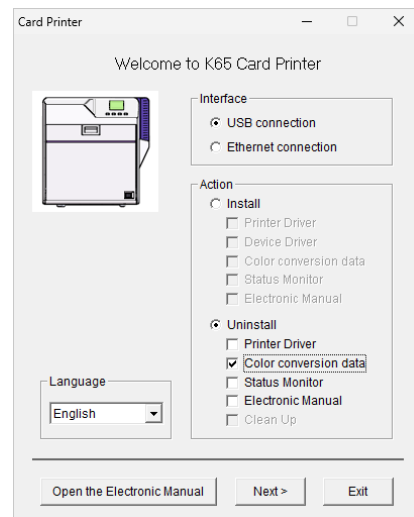 Card Printer
Welcome to K65 Card Printer
Interface
USB connection
Ethernet connection
Action
Install
Printer Driver
Device Driver
Color conversion data
Status Monitor
Electronic Manual
Uninstall
Printer Driver
Color conversion data
Status Monitor
Electronic Manual
Clean Up
Language
English
Open the Electronic Manual
Next >
Exit